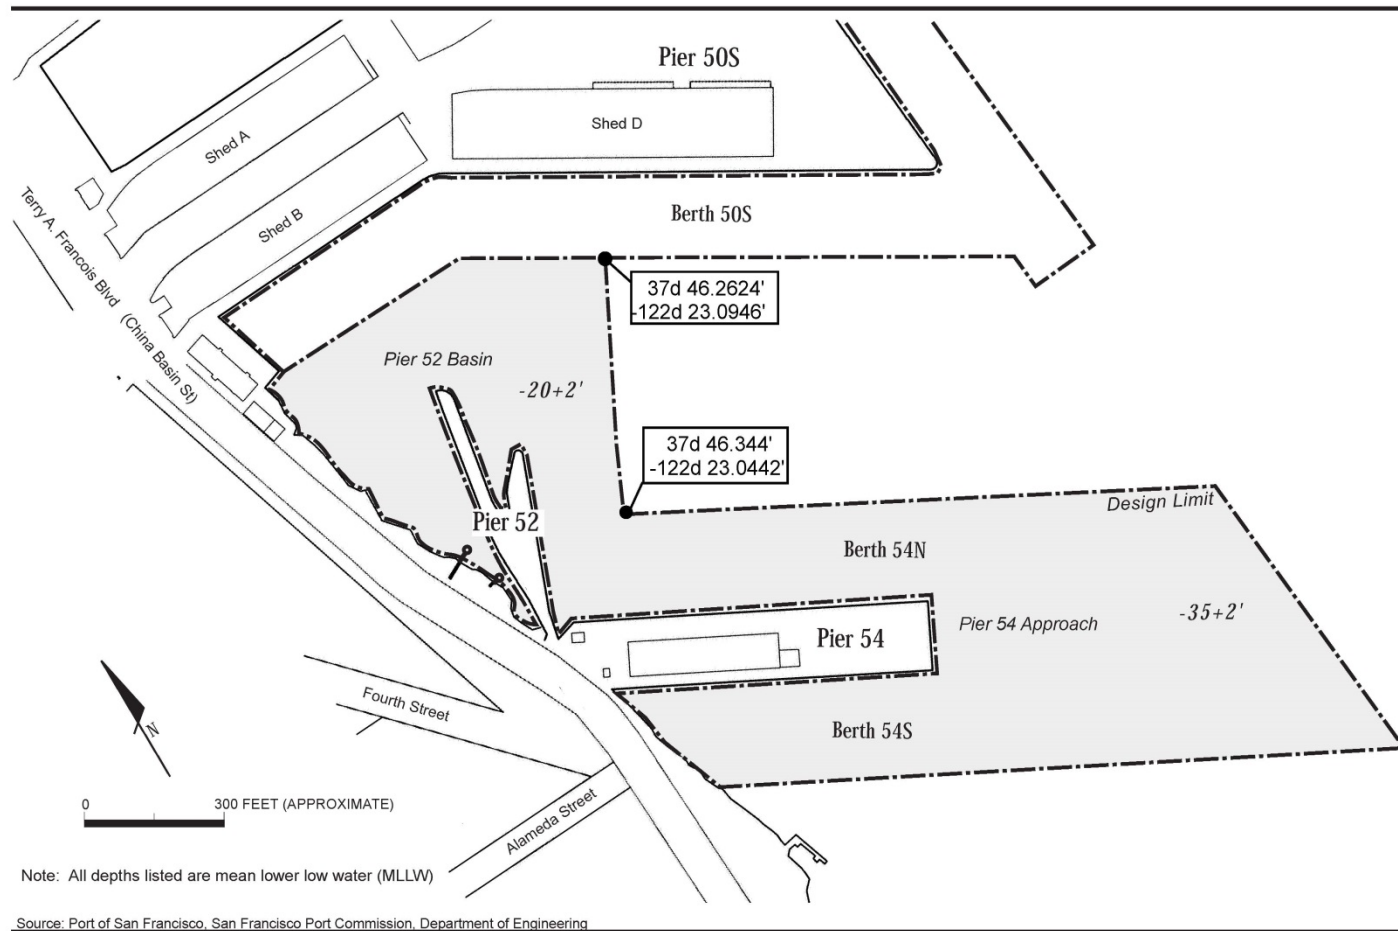 Pier 50S
Shed D
Shed A
Shed B
Berth 50S
Terry A. Francois Blvd (China Basin St)
37d 46.2624'
-122d 23.0946'
Pier 52 Basin
-20+2'
37d 46.344'
-122d 23.0442'
Design Limit
Pier 52
Berth 54N
-35+2'
Pier 54 Approach
Pier 54
Fourth Street
N
Berth 54S
0 300 FEET (APPROXIMATE)
Alameda Street
Note: All depths listed are mean lower low water (MLLW)
Source: Port of San Francisco, San Francisco Port Commission, Department of Engineering